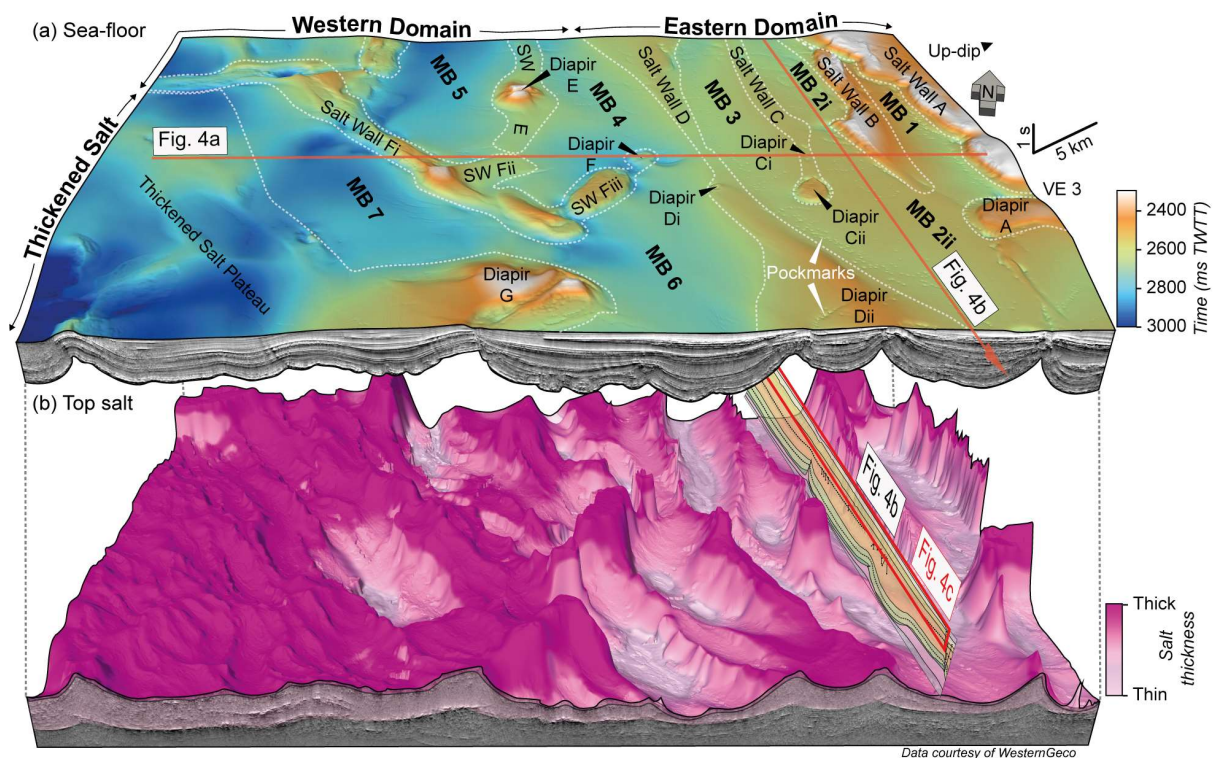 (a) Sea-floor
Western Domain
Eastern Domain
Thickened Salt
Up-dip
N
1 s
5 km
VE 3
MB 5
SW
E
Diapir
E
MB 4
Salt Wall D
MB 3
Salt Wall C
MB 2i
Salt Wall B
MB 1
Salt Wall A
Fig. 4a
Salt Wall Fi
SW Fii
Diapir
F
SW Fiii
Diapir
Ci
Diapir
Di
Diapir
Cii
MB 2ii
Diapir
A
MB 7
Thickened Salt Plateau
Diapir
G
MB 6
Pockmarks
Diapir
Dii
Fig. 4b
2400
2600
2800
3000
Time (ms TWTT)
(b) Top salt
Fig. 4b
Fig. 4c
Thick
Thin
Salt
thickness
Data courtesy of WesternGeco